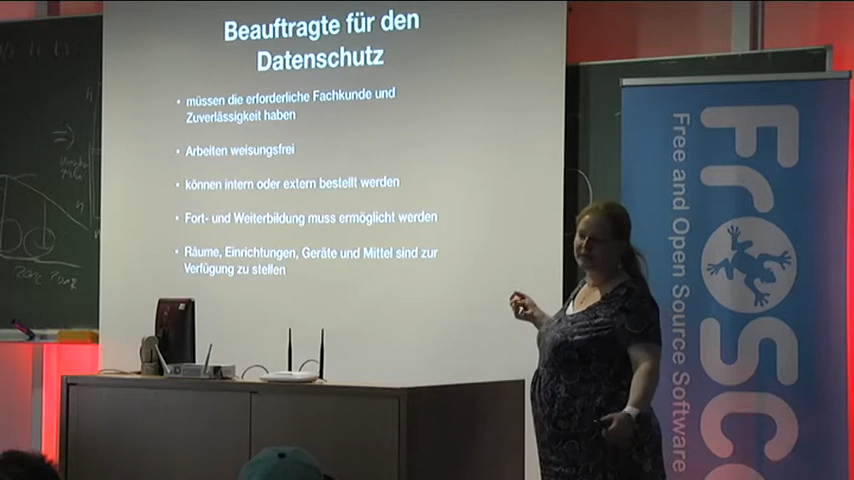 Beauftragte für den
Datenschutz
• müssen die erforderliche Fachkunde und
Zuverlässigkeit haben
• Arbeiten weisungsfrei
• können intern oder extern bestellt werden
• Fort- und Weiterbildung muss ermöglicht werden
• Räume, Einrichtungen, Geräte und Mittel sind zur
Verfügung zu stellen
FrOSC
Free and Open Source Software